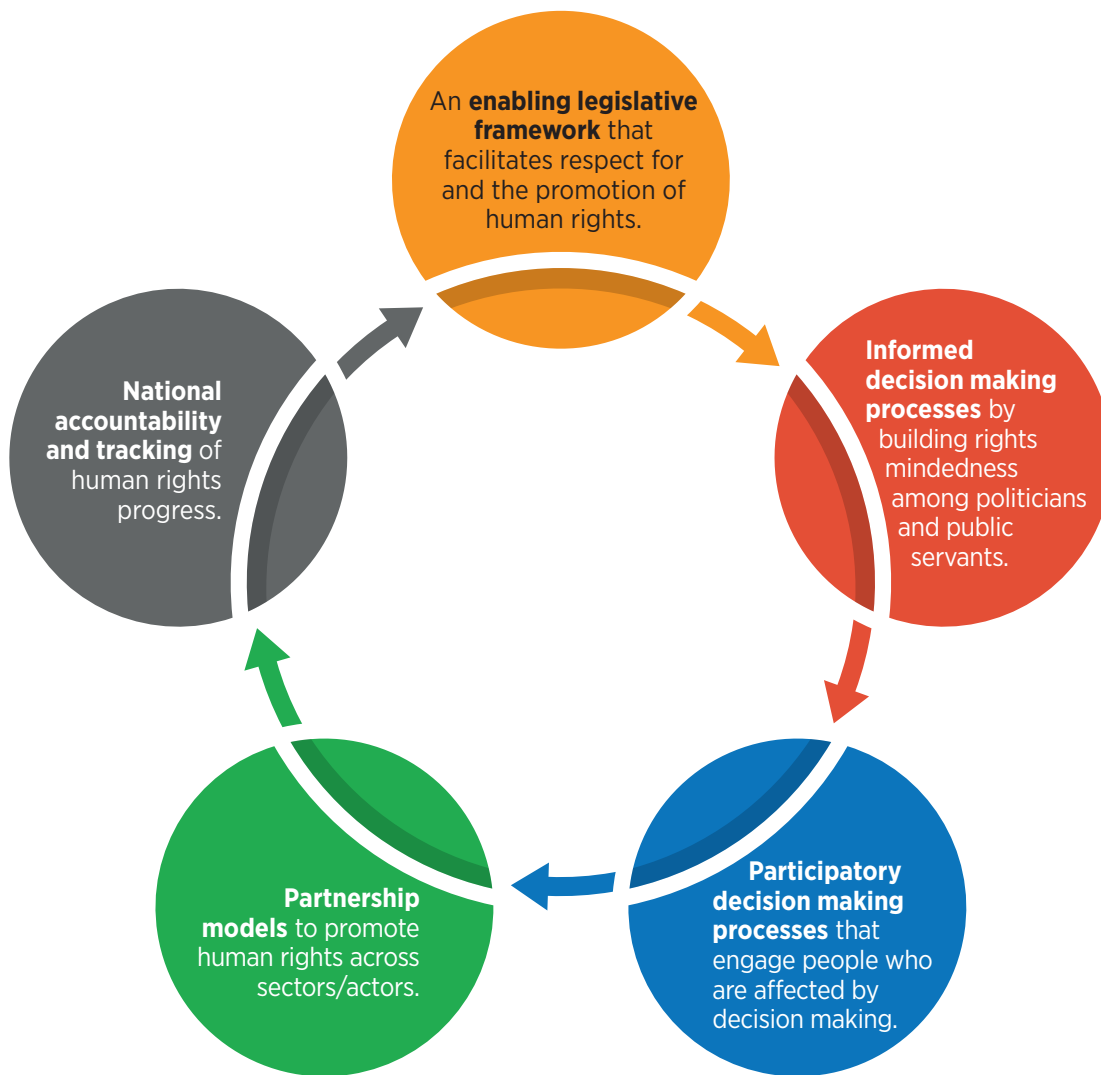 An enabling legislative
framework that
facilitates respect for
and the promotion of
human rights.
Informed
decision making
processes by
building rights
mindedness
among politicians
and public
servants.
Participatory
decision making
processes that
engage people who
are affected by
decision making.
Partnership
models to promote
human rights across
sectors/actors.
National
accountability
and tracking of
human rights
progress.